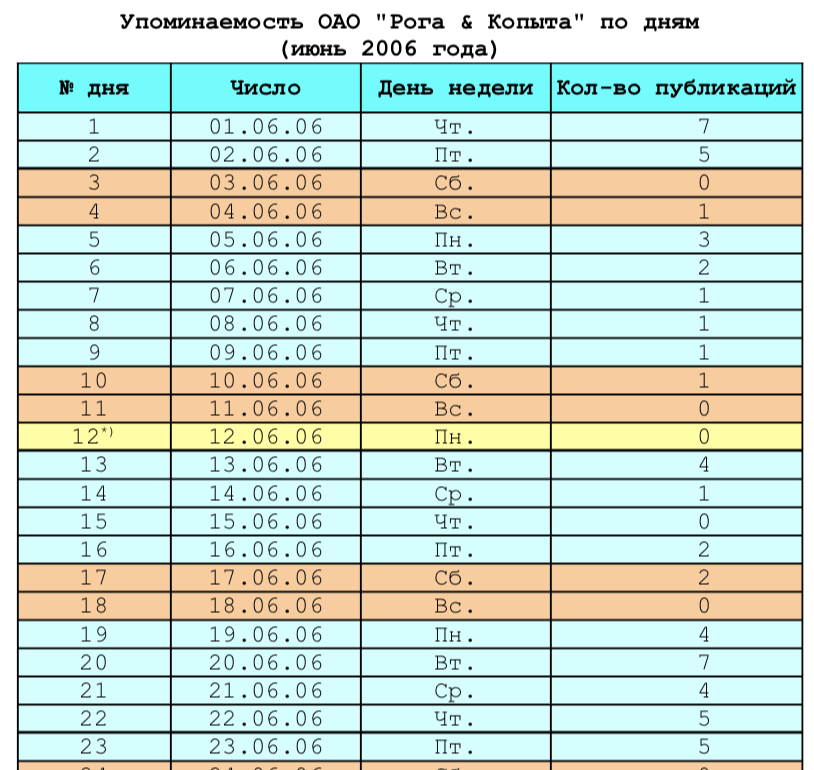 Упоминаемость ОАО "Рога & Копыта" по дням
(июнь 2006 года)
№ дня Число День недели Кол-во публикаций
1 01.06.06 Чт. 7
2 02.06.06 Пт. 5
3 03.06.06 Сб. 0
4 04.06.06 Вс. 1
5 05.06.06 Пн. 3
6 06.06.06 Вт. 2
7 07.06.06 Ср. 1
8 08.06.06 Чт. 1
9 09.06.06 Пт. 1
10 10.06.06 Сб. 1
11 11.06.06 Вс. 0
12*) 12.06.06 Пн. 0
13 13.06.06 Вт. 4
14 14.06.06 Ср. 1
15 15.06.06 Чт. 0
16 16.06.06 Пт. 2
17 17.06.06 Сб. 2
18 18.06.06 Вс. 0
19 19.06.06 Пн. 4
20 20.06.06 Вт. 7
21 21.06.06 Ср. 4
22 22.06.06 Чт. 5
23 23.06.06 Пт. 5